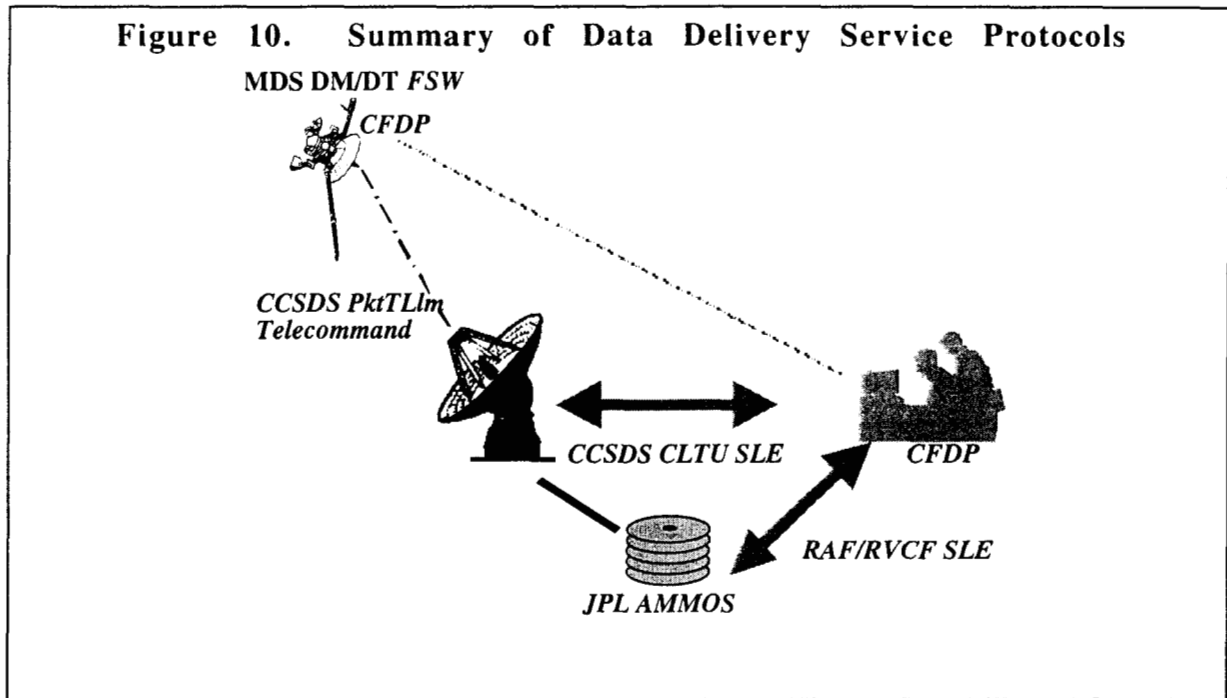 Figure 10. Summary of Data Delivery Service Protocols
MDS DM/DT FSW
CFDP
CCSDS PktTLlm
Telecommand
CCSDS CLTU SLE
CFDP
RAF/RVCF SLE
JPL AMMOS